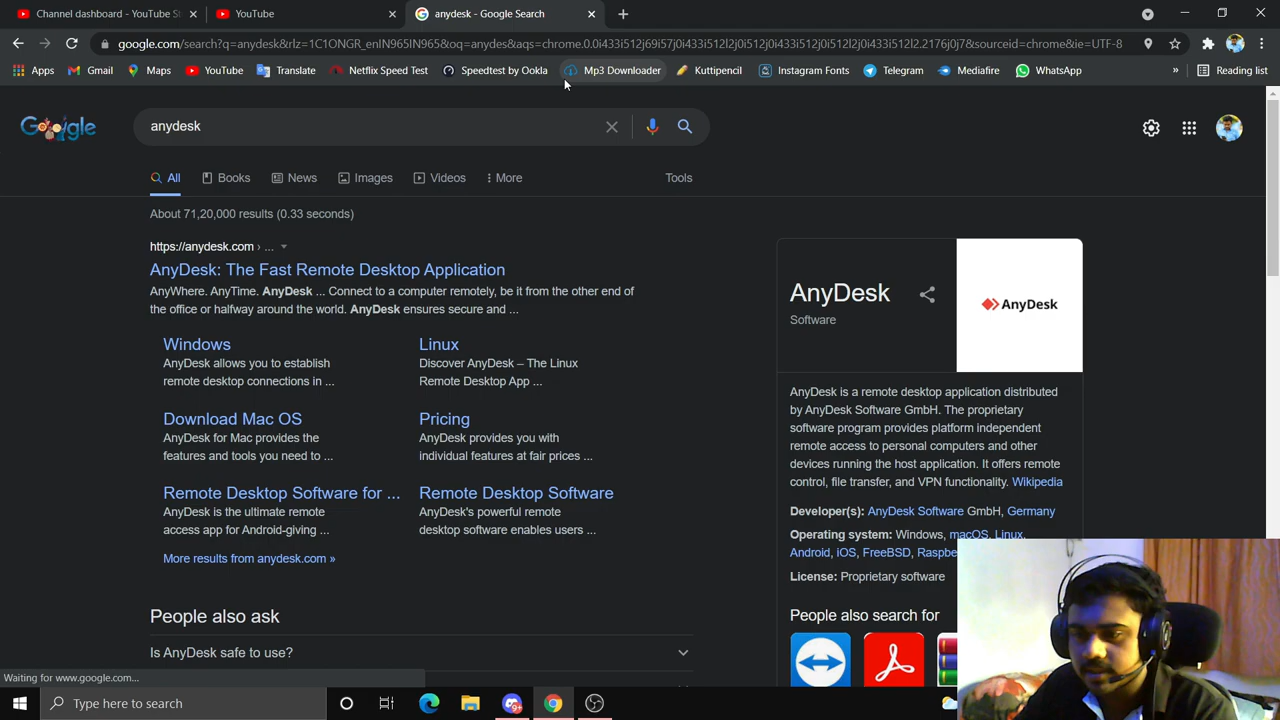 Channel dashboard - YouTube St
YouTube
anydesk - Google Search
google.com/search?q=anydesk&rlz=1C1ONGR_enIN965IN965&oq=anydes&aqs=chrome.0.0i433i512j69i57j0i433i512l2j0i512j0i433i512j0i512l2j0i433i512l2.2176j0j7&sourceid=chrome&ie=UTF-8
Apps Gmail Maps YouTube Translate Netflix Speed Test Speedtest by Ookla Mp3 Downloader Kuttipencil Instagram Fonts Telegram Mediafire WhatsApp » Reading list
Google
anydesk
All Books News Images Videos More Tools
About 71,20,000 results (0.33 seconds)
https://anydesk.com › ...
AnyDesk: The Fast Remote Desktop Application
AnyWhere. AnyTime. AnyDesk ... Connect to a computer remotely, be it from the other end of
the office or halfway around the world. AnyDesk ensures secure and ...
Windows
AnyDesk allows you to establish
remote desktop connections in ...
Linux
Discover AnyDesk – The Linux
Remote Desktop App ...
Download Mac OS
AnyDesk for Mac provides the
features and tools you need to ...
Pricing
AnyDesk provides you with
individual features at fair prices ...
Remote Desktop Software for ...
AnyDesk is the ultimate remote
access app for Android-giving ...
Remote Desktop Software
AnyDesk's powerful remote
desktop software enables users ...
More results from anydesk.com »
People also ask
Is AnyDesk safe to use?
AnyDesk
Software
AnyDesk
AnyDesk is a remote desktop application distributed
by AnyDesk Software GmbH. The proprietary
software program provides platform independent
remote access to personal computers and other
devices running the host application. It offers remote
control, file transfer, and VPN functionality. Wikipedia
Developer(s): AnyDesk Software GmbH, Germany
Operating system: Windows, macOS, Linux,
Android, iOS, FreeBSD, Raspbe
License: Proprietary software
People also search for
Waiting for www.google.com...
Type here to search